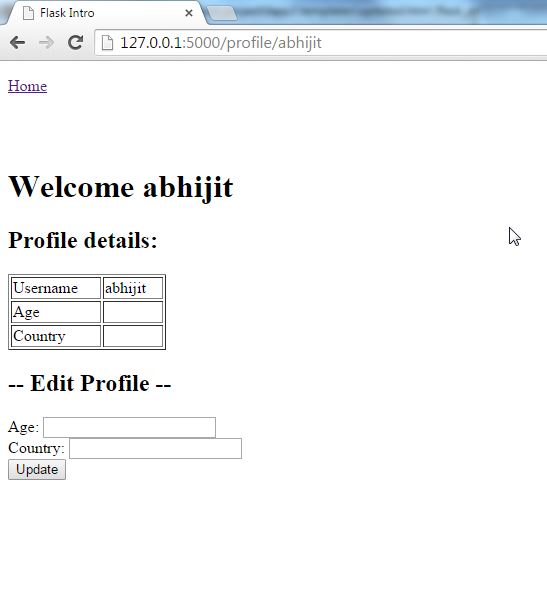 Flask Intro
127.0.0.1:5000/profile/abhijit
Home
Welcome abhijit
Profile details:
Username abhijit
Age
Country
-- Edit Profile --
Age:
Country:
Update